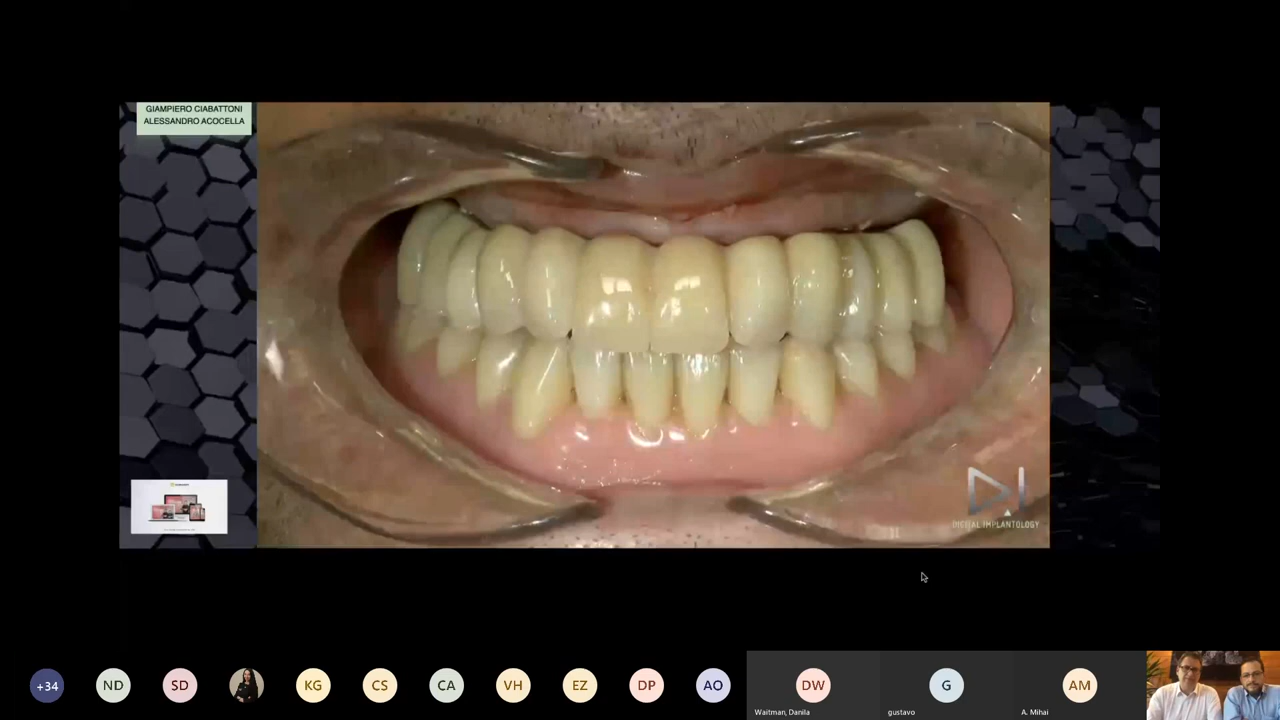 GIAMPIERO CIABATTONI
ALESSANDRO ACOCELLA
DIGITAL IMPLANTOLOGY
+34
ND
SD
KG
CS
CA
VH
EZ
DP
AO
DW
G
AM
Waitman, Danila
gustavo
A. Mihai